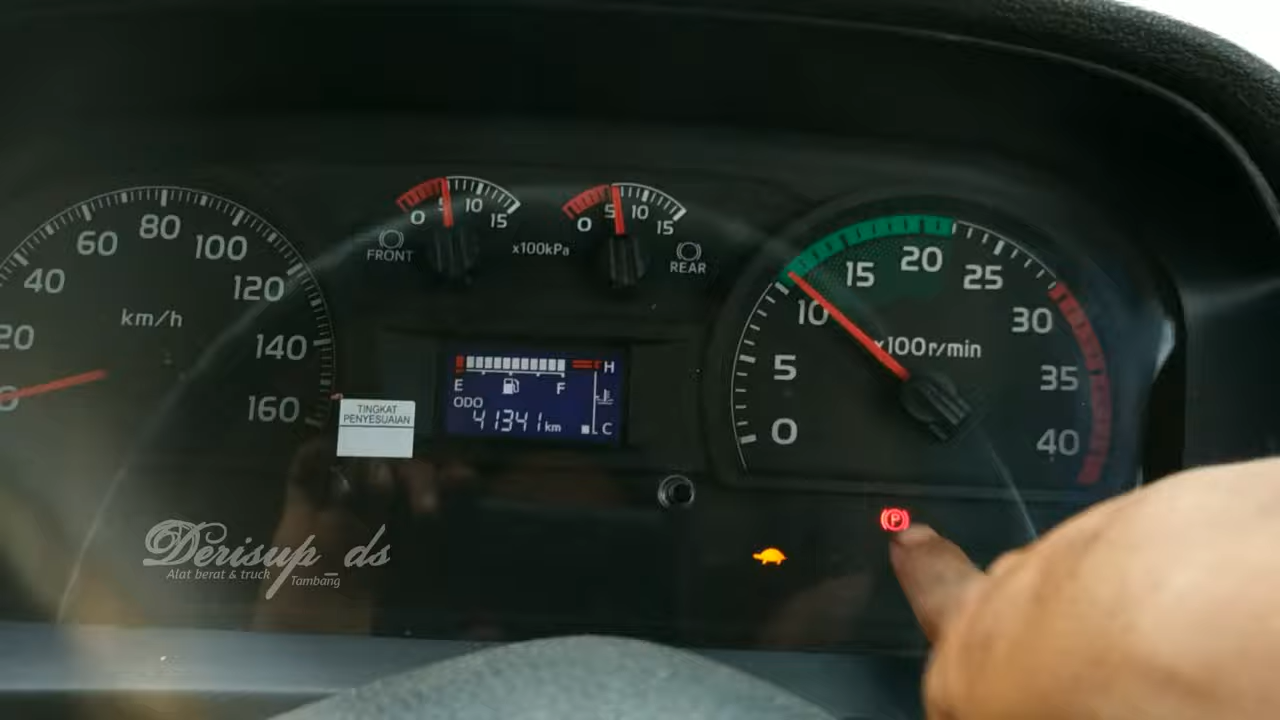 20
40
60
80
100
120
140
160
km/h
0 5 10 15
FRONT
x100kPa
0 5 10 15
REAR
0
5
10
15
20
25
30
35
40
x100r/min
E F
H
C
ODO
41341 km
TINGKAT
PENYESUAIAN
P
Derisup_ds
Alat berat & truck Tambang